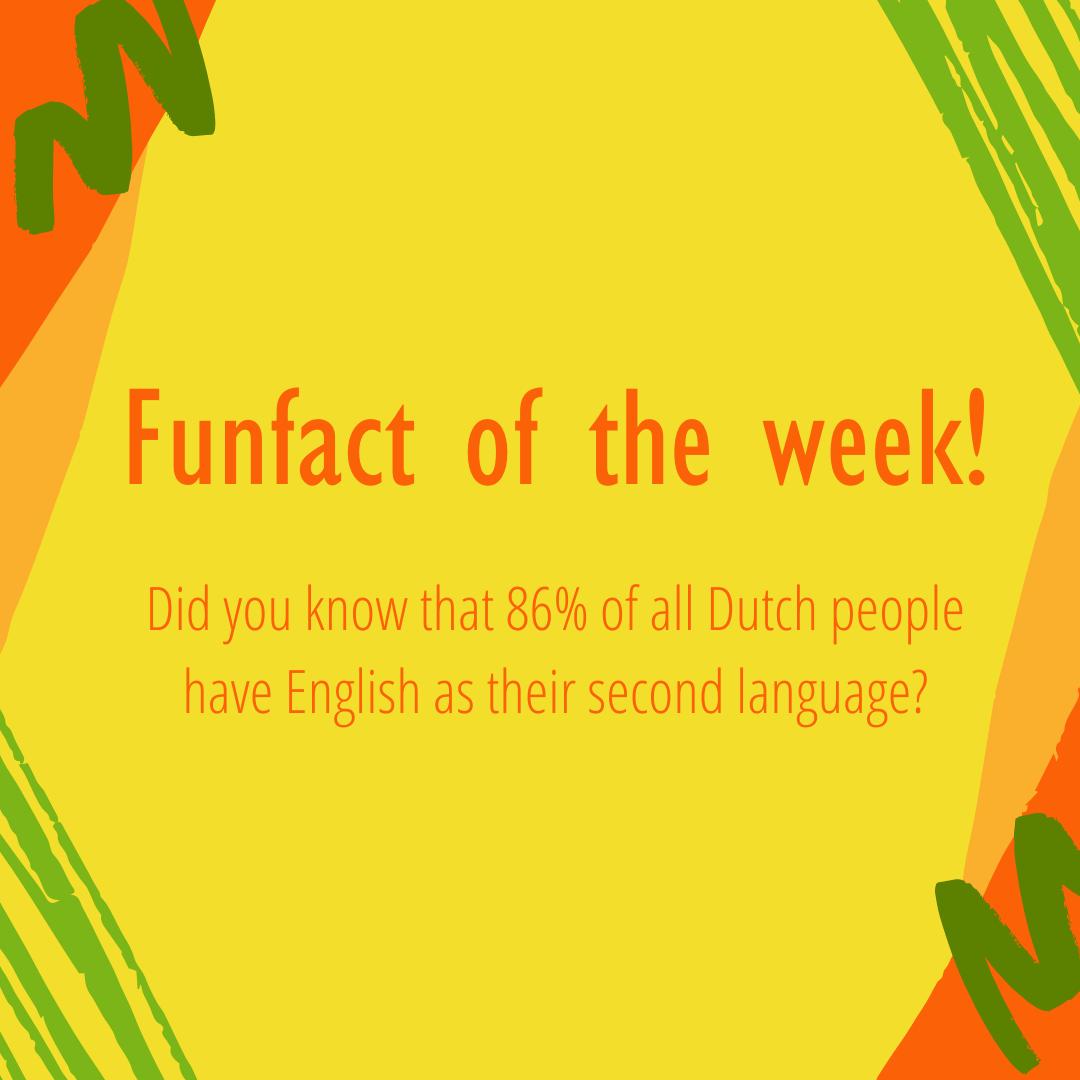 Funfact of the week!
Did you know that 86% of all Dutch people
have English as their second language?